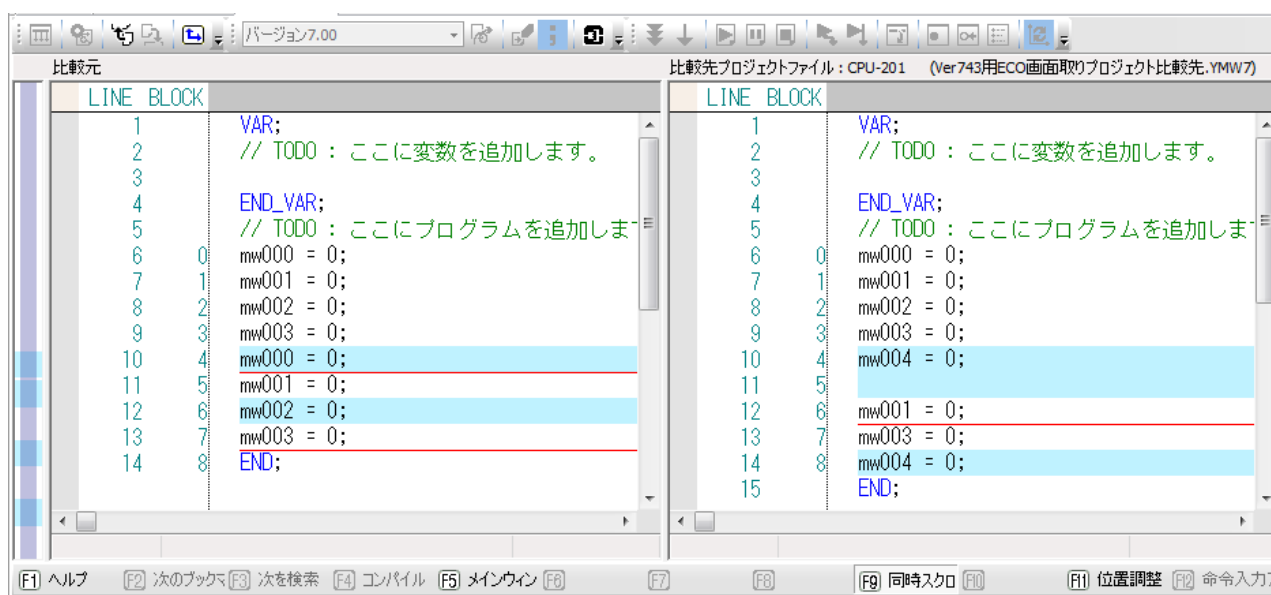 バージョン7.00
比較元
比較先プロジェクトファイル：CPU-201 (Ver743用ECO画面取りプロジェクト比較先.YMW7)
LINE BLOCK
1 VAR;
2 // TODO : ここに変数を追加します。
3
4 END_VAR;
5 // TODO : ここにプログラムを追加しま
6 0 mw000 = 0;
7 1 mw001 = 0;
8 2 mw002 = 0;
9 3 mw003 = 0;
10 4 mw000 = 0;
11 5 mw001 = 0;
12 6 mw002 = 0;
13 7 mw003 = 0;
14 8 END;
LINE BLOCK
1 VAR;
2 // TODO : ここに変数を追加します。
3
4 END_VAR;
5 // TODO : ここにプログラムを追加しま
6 0 mw000 = 0;
7 1 mw001 = 0;
8 2 mw002 = 0;
9 3 mw003 = 0;
10 4 mw004 = 0;
11 5
12 6 mw001 = 0;
13 7 mw003 = 0;
14 8 mw004 = 0;
15 END;
F1 ヘルプ F2 次のブックマ F3 次を検索 F4 コンパイル F5 メインウィン F6 F7 F8 F9 同時スクロ F10 F11 位置調整 F12 命令入力